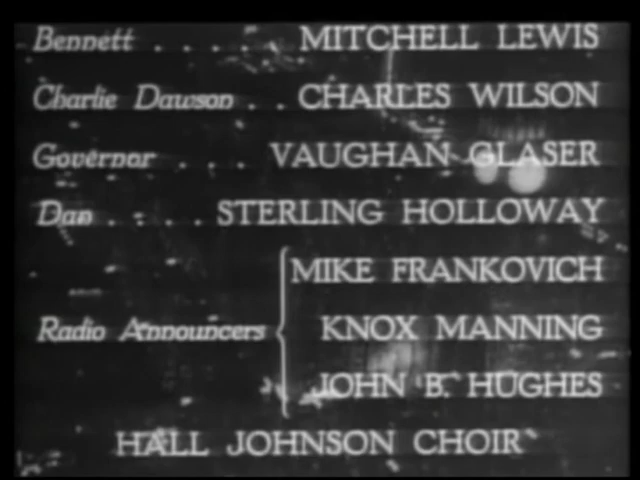 Bennett . . . . . MITCHELL LEWIS
Charlie Dawson . . CHARLES WILSON
Governor . . . VAUGHAN GLASER
Dan . . . . STERLING HOLLOWAY
MIKE FRANKOVICH
Radio Announcers { KNOX MANNING
JOHN B. HUGHES
HALL JOHNSON CHOIR